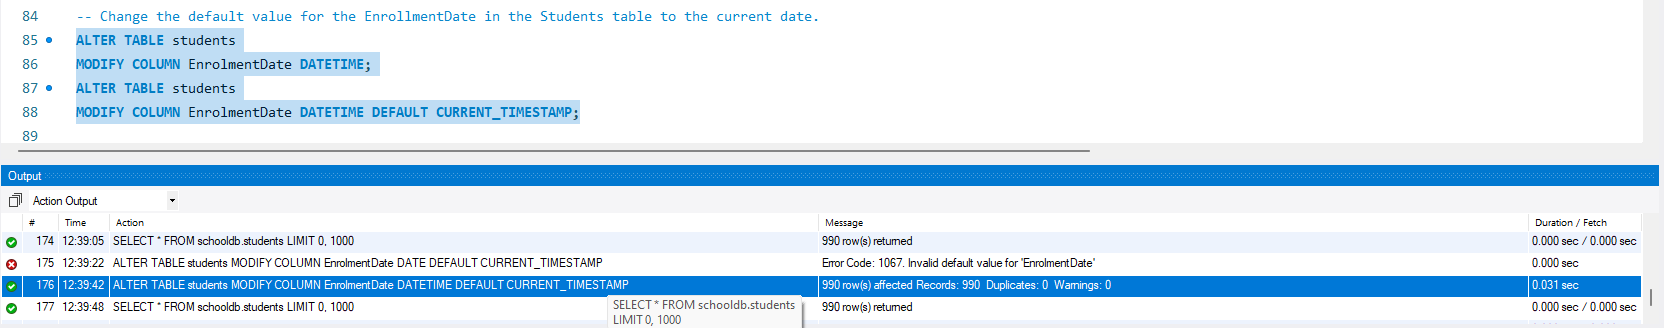 84 -- Change the default value for the EnrollmentDate in the Students table to the current date.
85 ALTER TABLE students
86 MODIFY COLUMN EnrolmentDate DATETIME;
87 ALTER TABLE students
88 MODIFY COLUMN EnrolmentDate DATETIME DEFAULT CURRENT_TIMESTAMP;
89
Output
Action Output
# Time Action Message Duration / Fetch
174 12:39:05 SELECT * FROM schooldb.students LIMIT 0, 1000 990 row(s) returned 0.000 sec / 0.000 sec
175 12:39:22 ALTER TABLE students MODIFY COLUMN EnrolmentDate DATE DEFAULT CURRENT_TIMESTAMP Error Code: 1067. Invalid default value for 'EnrolmentDate' 0.000 sec
176 12:39:42 ALTER TABLE students MODIFY COLUMN EnrolmentDate DATETIME DEFAULT CURRENT_TIMESTAMP 990 row(s) affected Records: 990 Duplicates: 0 Warnings: 0 0.031 sec
177 12:39:48 SELECT * FROM schooldb.students LIMIT 0, 1000 990 row(s) returned 0.000 sec / 0.000 sec
SELECT * FROM schooldb.students
LIMIT 0, 1000